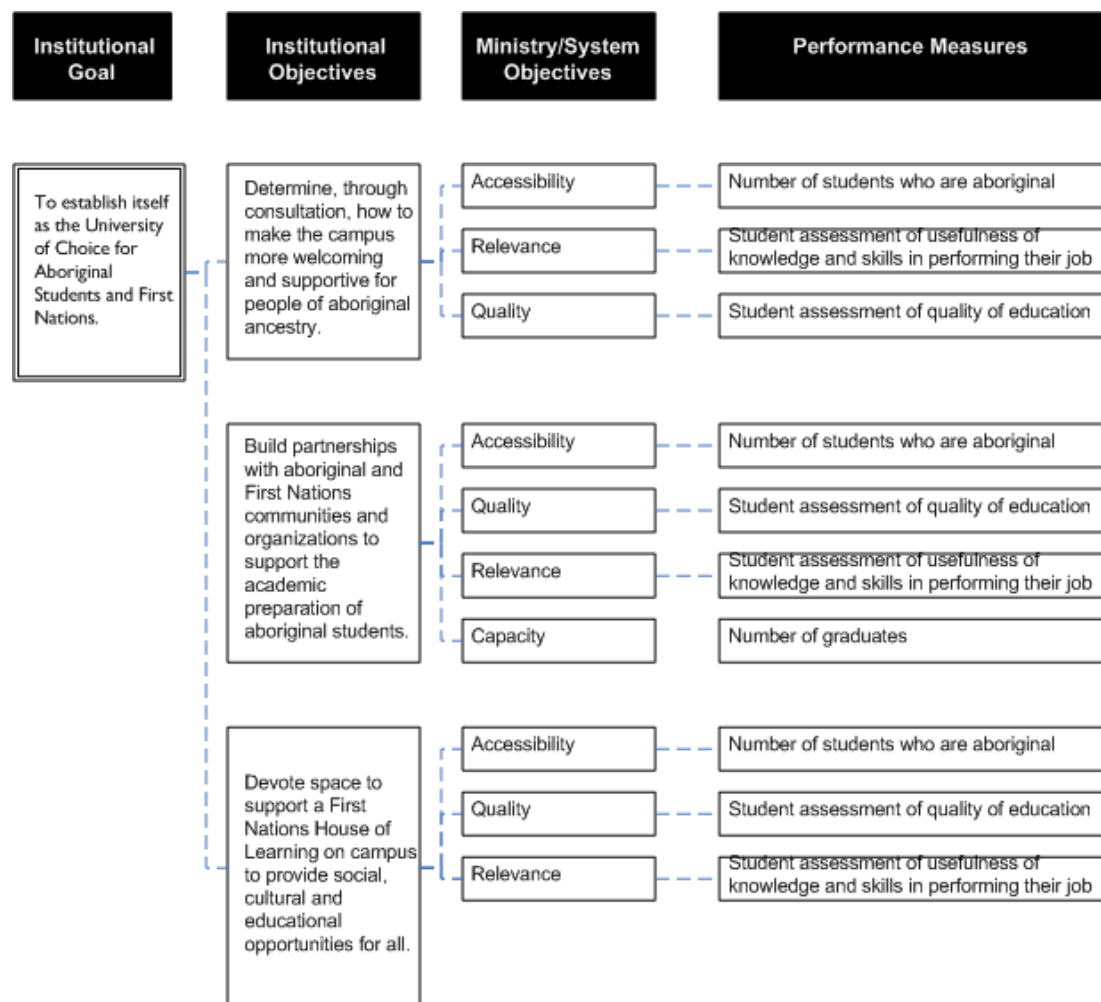 Institutional
Goal
Institutional
Objectives
Ministry/System
Objectives
Performance Measures
To establish itself
as the University
of Choice for
Aboriginal
Students and First
Nations.
Determine, through
consultation, how to
make the campus
more welcoming
and supportive for
people of aboriginal
ancestry.
Accessibility
Number of students who are aboriginal
Relevance
Student assessment of usefulness of
knowledge and skills in performing their job
Quality
Student assessment of quality of education
Build partnerships
with aboriginal and
First Nations
communities and
organizations to
support the
academic
preparation of
aboriginal students.
Accessibility
Number of students who are aboriginal
Quality
Student assessment of quality of education
Relevance
Student assessment of usefulness of
knowledge and skills in performing their job
Capacity
Number of graduates
Devote space to
support a First
Nations House of
Learning on campus
to provide social,
cultural and
educational
opportunities for all.
Accessibility
Number of students who are aboriginal
Quality
Student assessment of quality of education
Relevance
Student assessment of usefulness of
knowledge and skills in performing their job